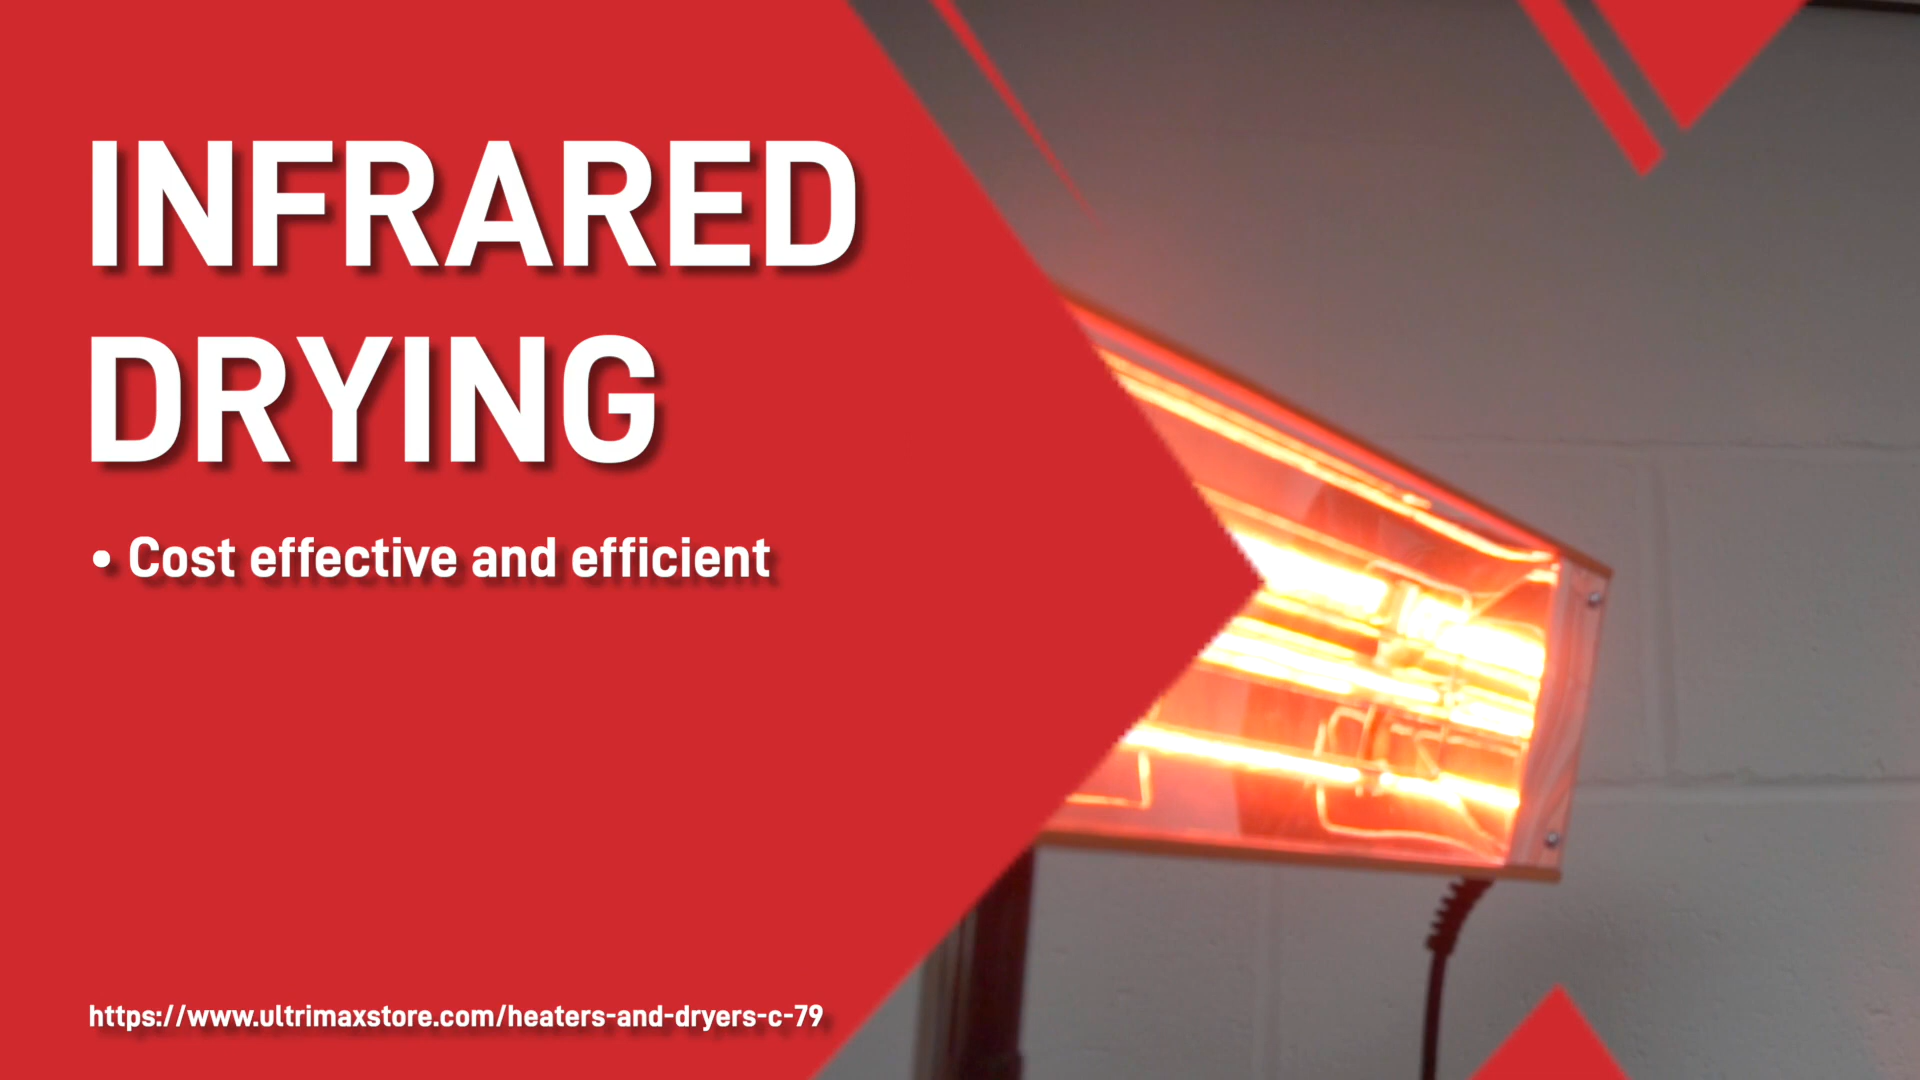 INFRARED
DRYING
• Cost effective and efficient
https://www.ultrimaxstore.com/heaters-and-dryers-c-79